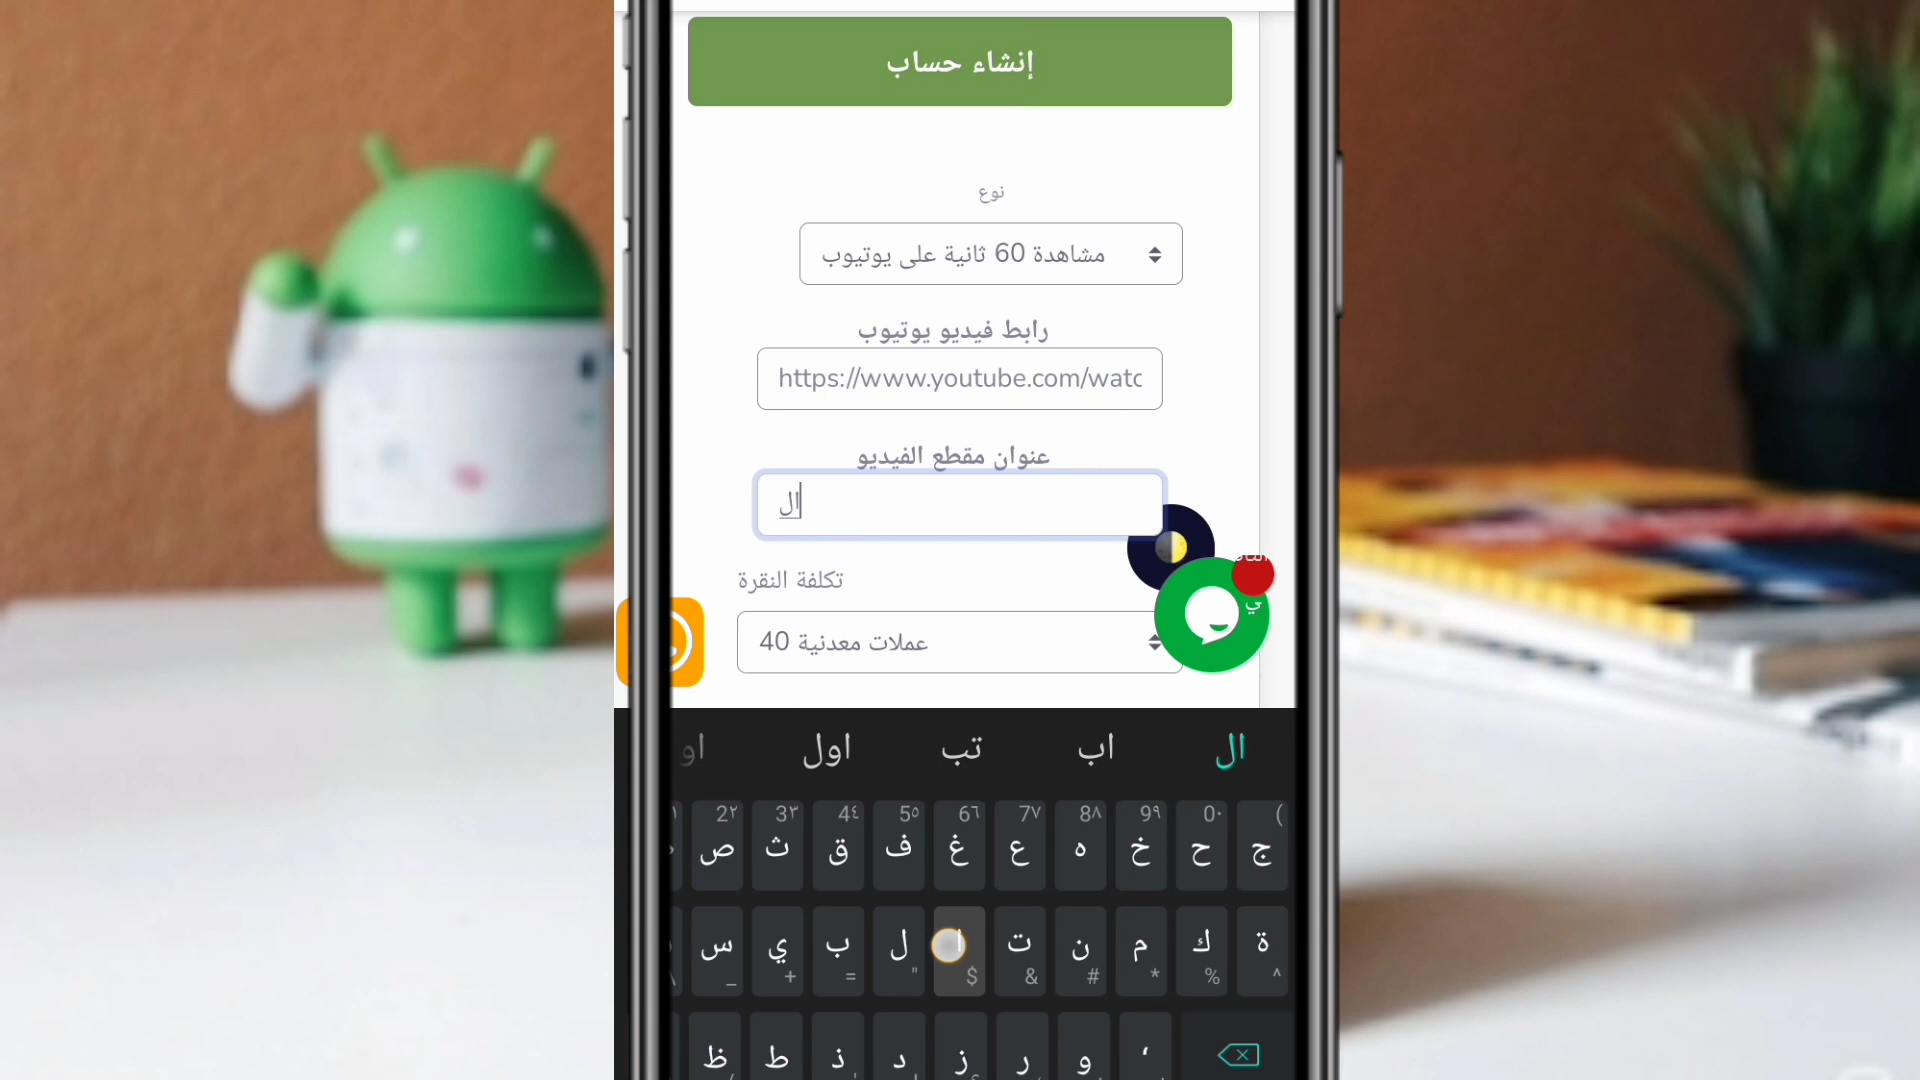 إنشاء حساب
نوع
مشاهدة 60 ثانية على يوتيوب
رابط فيديو يوتيوب
https://www.youtube.com/watc
عنوان مقطع الفيديو
ال
تكلفة النقرة
عملات معدنية 40
ال اب تب اول او
2٢ 3٣ 4٤ 5٥ 6٦ 7٧ 8٨ 9٩ 0٠ )
ص ث ق ف غ ع ه خ ح ج
س ي ب ل ا ت ن م ك ة
_ + = " $ & # * % ^
ظ ط ذ د ز ر و